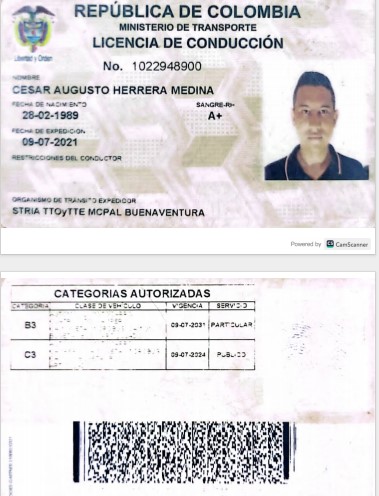 REPÚBLICA DE COLOMBIA
MINISTERIO DE TRANSPORTE
LICENCIA DE CONDUCCIÓN
Libertad y Orden
No. 1022948900
NOMBRE
CESAR AUGUSTO HERRERA MEDINA
FECHA DE NACIMIENTO
SANGRE-RH
28-02-1989
A+
FECHA DE EXPEDICIÓN
09-07-2021
RESTRICCIONES DEL CONDUCTOR
ORGANISMO DE TRÁNSITO EXPEDIDOR
STRIA TTOyTTE MCPAL BUENAVENTURA
Powered by CS CamScanner
CATEGORIAS AUTORIZADAS
CATEGORIA CLASE DE VEHICULO VIGENCIA SERVICIO
B3 09-07-2031 PARTICULAR
C3 09-07-2024 PUBLICO